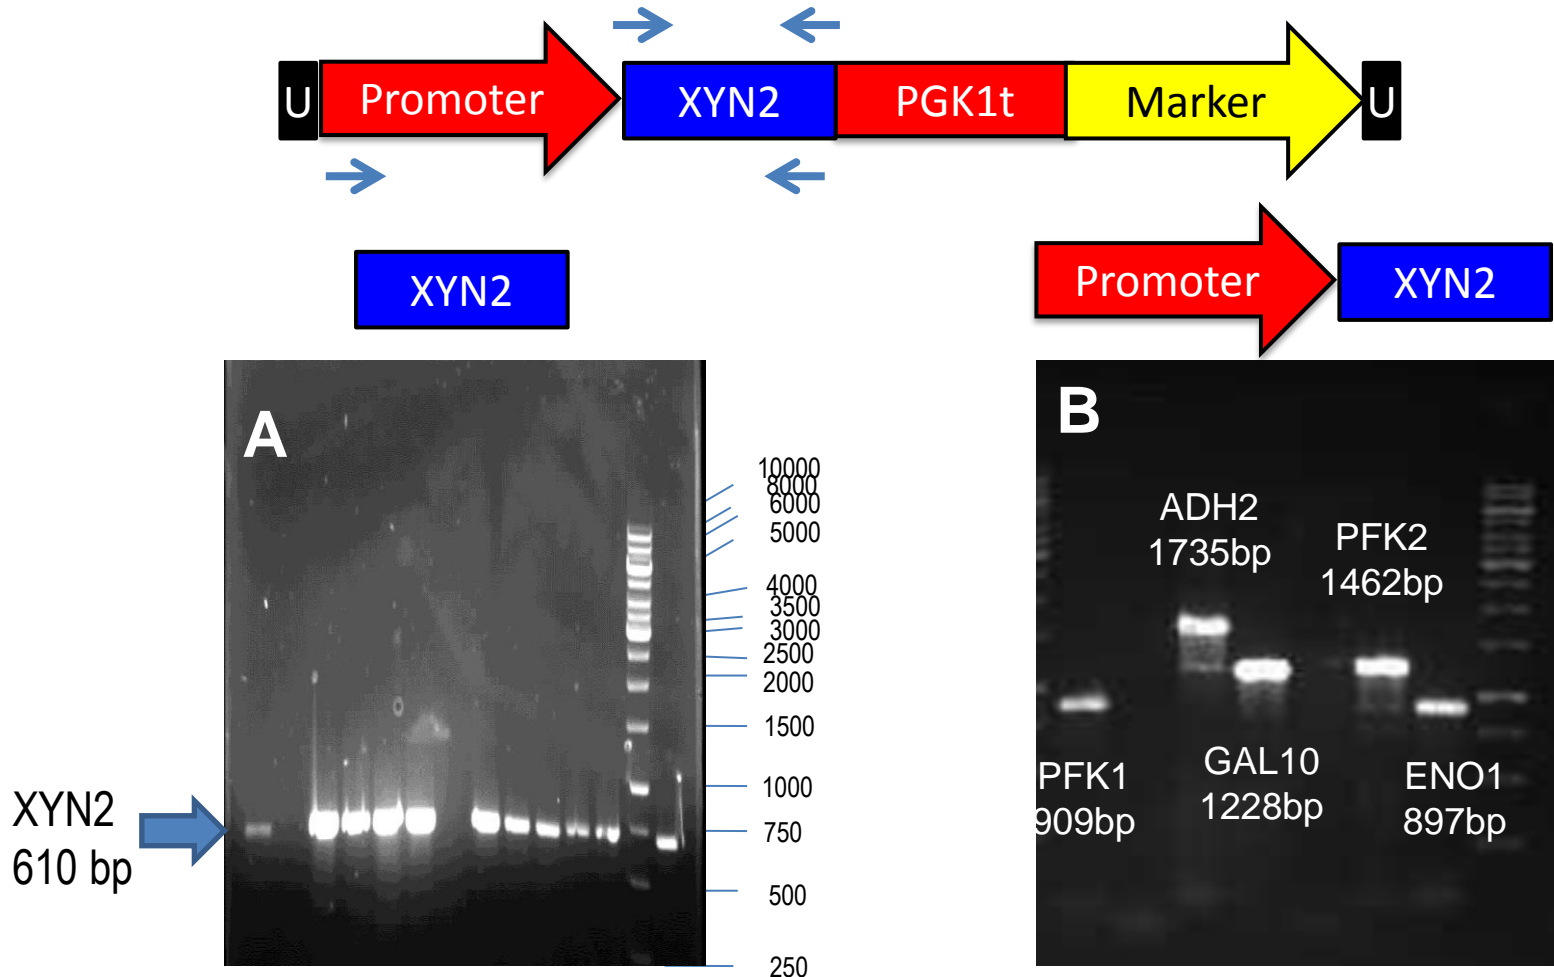 U
Promoter
XYN2
PGK1t
Marker
U
XYN2
Promoter
XYN2
A
10000
8000
6000
5000
4000
3500
3000
2500
2000
1500
1000
750
500
250
XYN2
610 bp
B
ADH2
1735bp
PFK2
1462bp
PFK1
909bp
GAL10
1228bp
ENO1
897bp